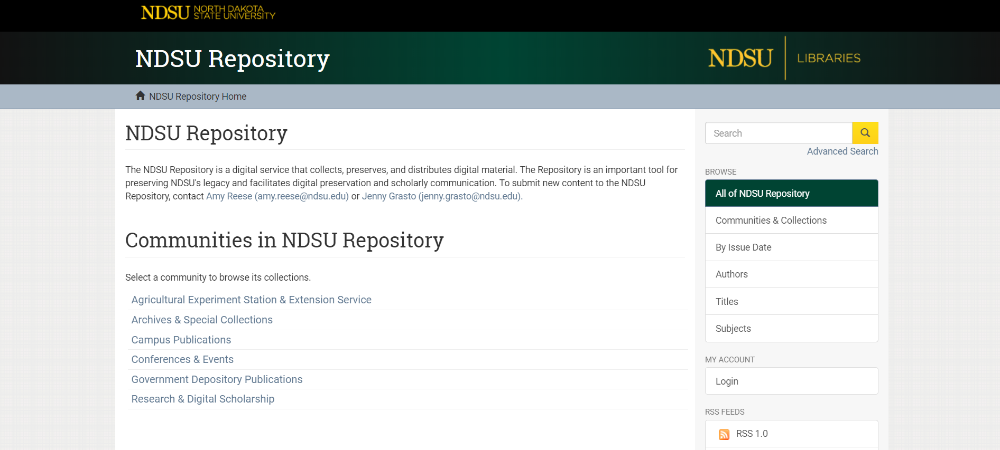 NDSU NORTH DAKOTA
STATE UNIVERSITY
NDSU Repository
NDSU LIBRARIES
NDSU Repository Home
NDSU Repository
The NDSU Repository is a digital service that collects, preserves, and distributes digital material. The Repository is an important tool for
preserving NDSU's legacy and facilitates digital preservation and scholarly communication. To submit new content to the NDSU
Repository, contact Amy Reese (amy.reese@ndsu.edu) or Jenny Grasto (jenny.grasto@ndsu.edu).
Communities in NDSU Repository
Select a community to browse its collections.
Agricultural Experiment Station & Extension Service
Archives & Special Collections
Campus Publications
Conferences & Events
Government Depository Publications
Research & Digital Scholarship
Search
Advanced Search
BROWSE
All of NDSU Repository
Communities & Collections
By Issue Date
Authors
Titles
Subjects
MY ACCOUNT
Login
RSS FEEDS
RSS 1.0